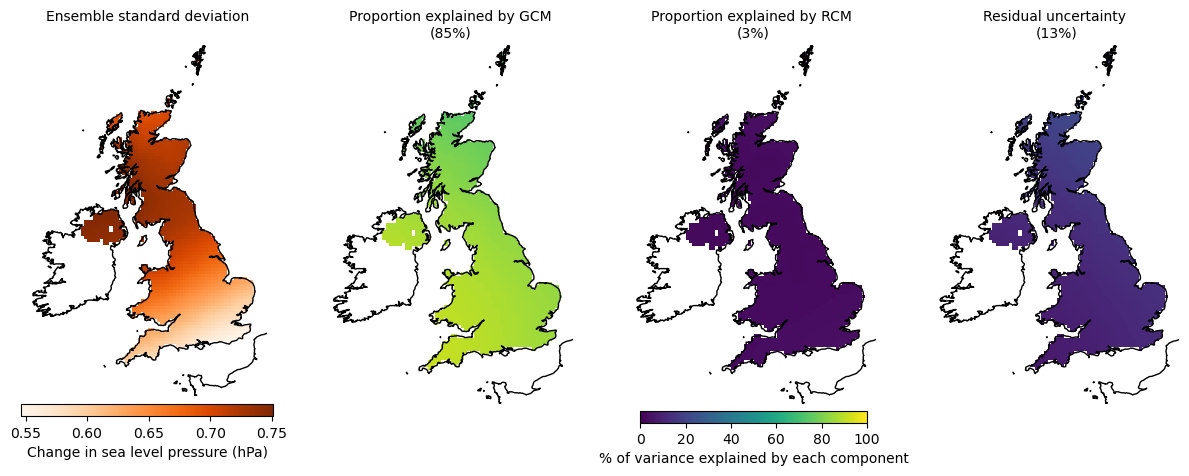 Ensemble standard deviation
Proportion explained by GCM
(85%)
Proportion explained by RCM
(3%)
Residual uncertainty
(13%)
0.55 0.60 0.65 0.70 0.75
Change in sea level pressure (hPa)
0 20 40 60 80 100
% of variance explained by each component